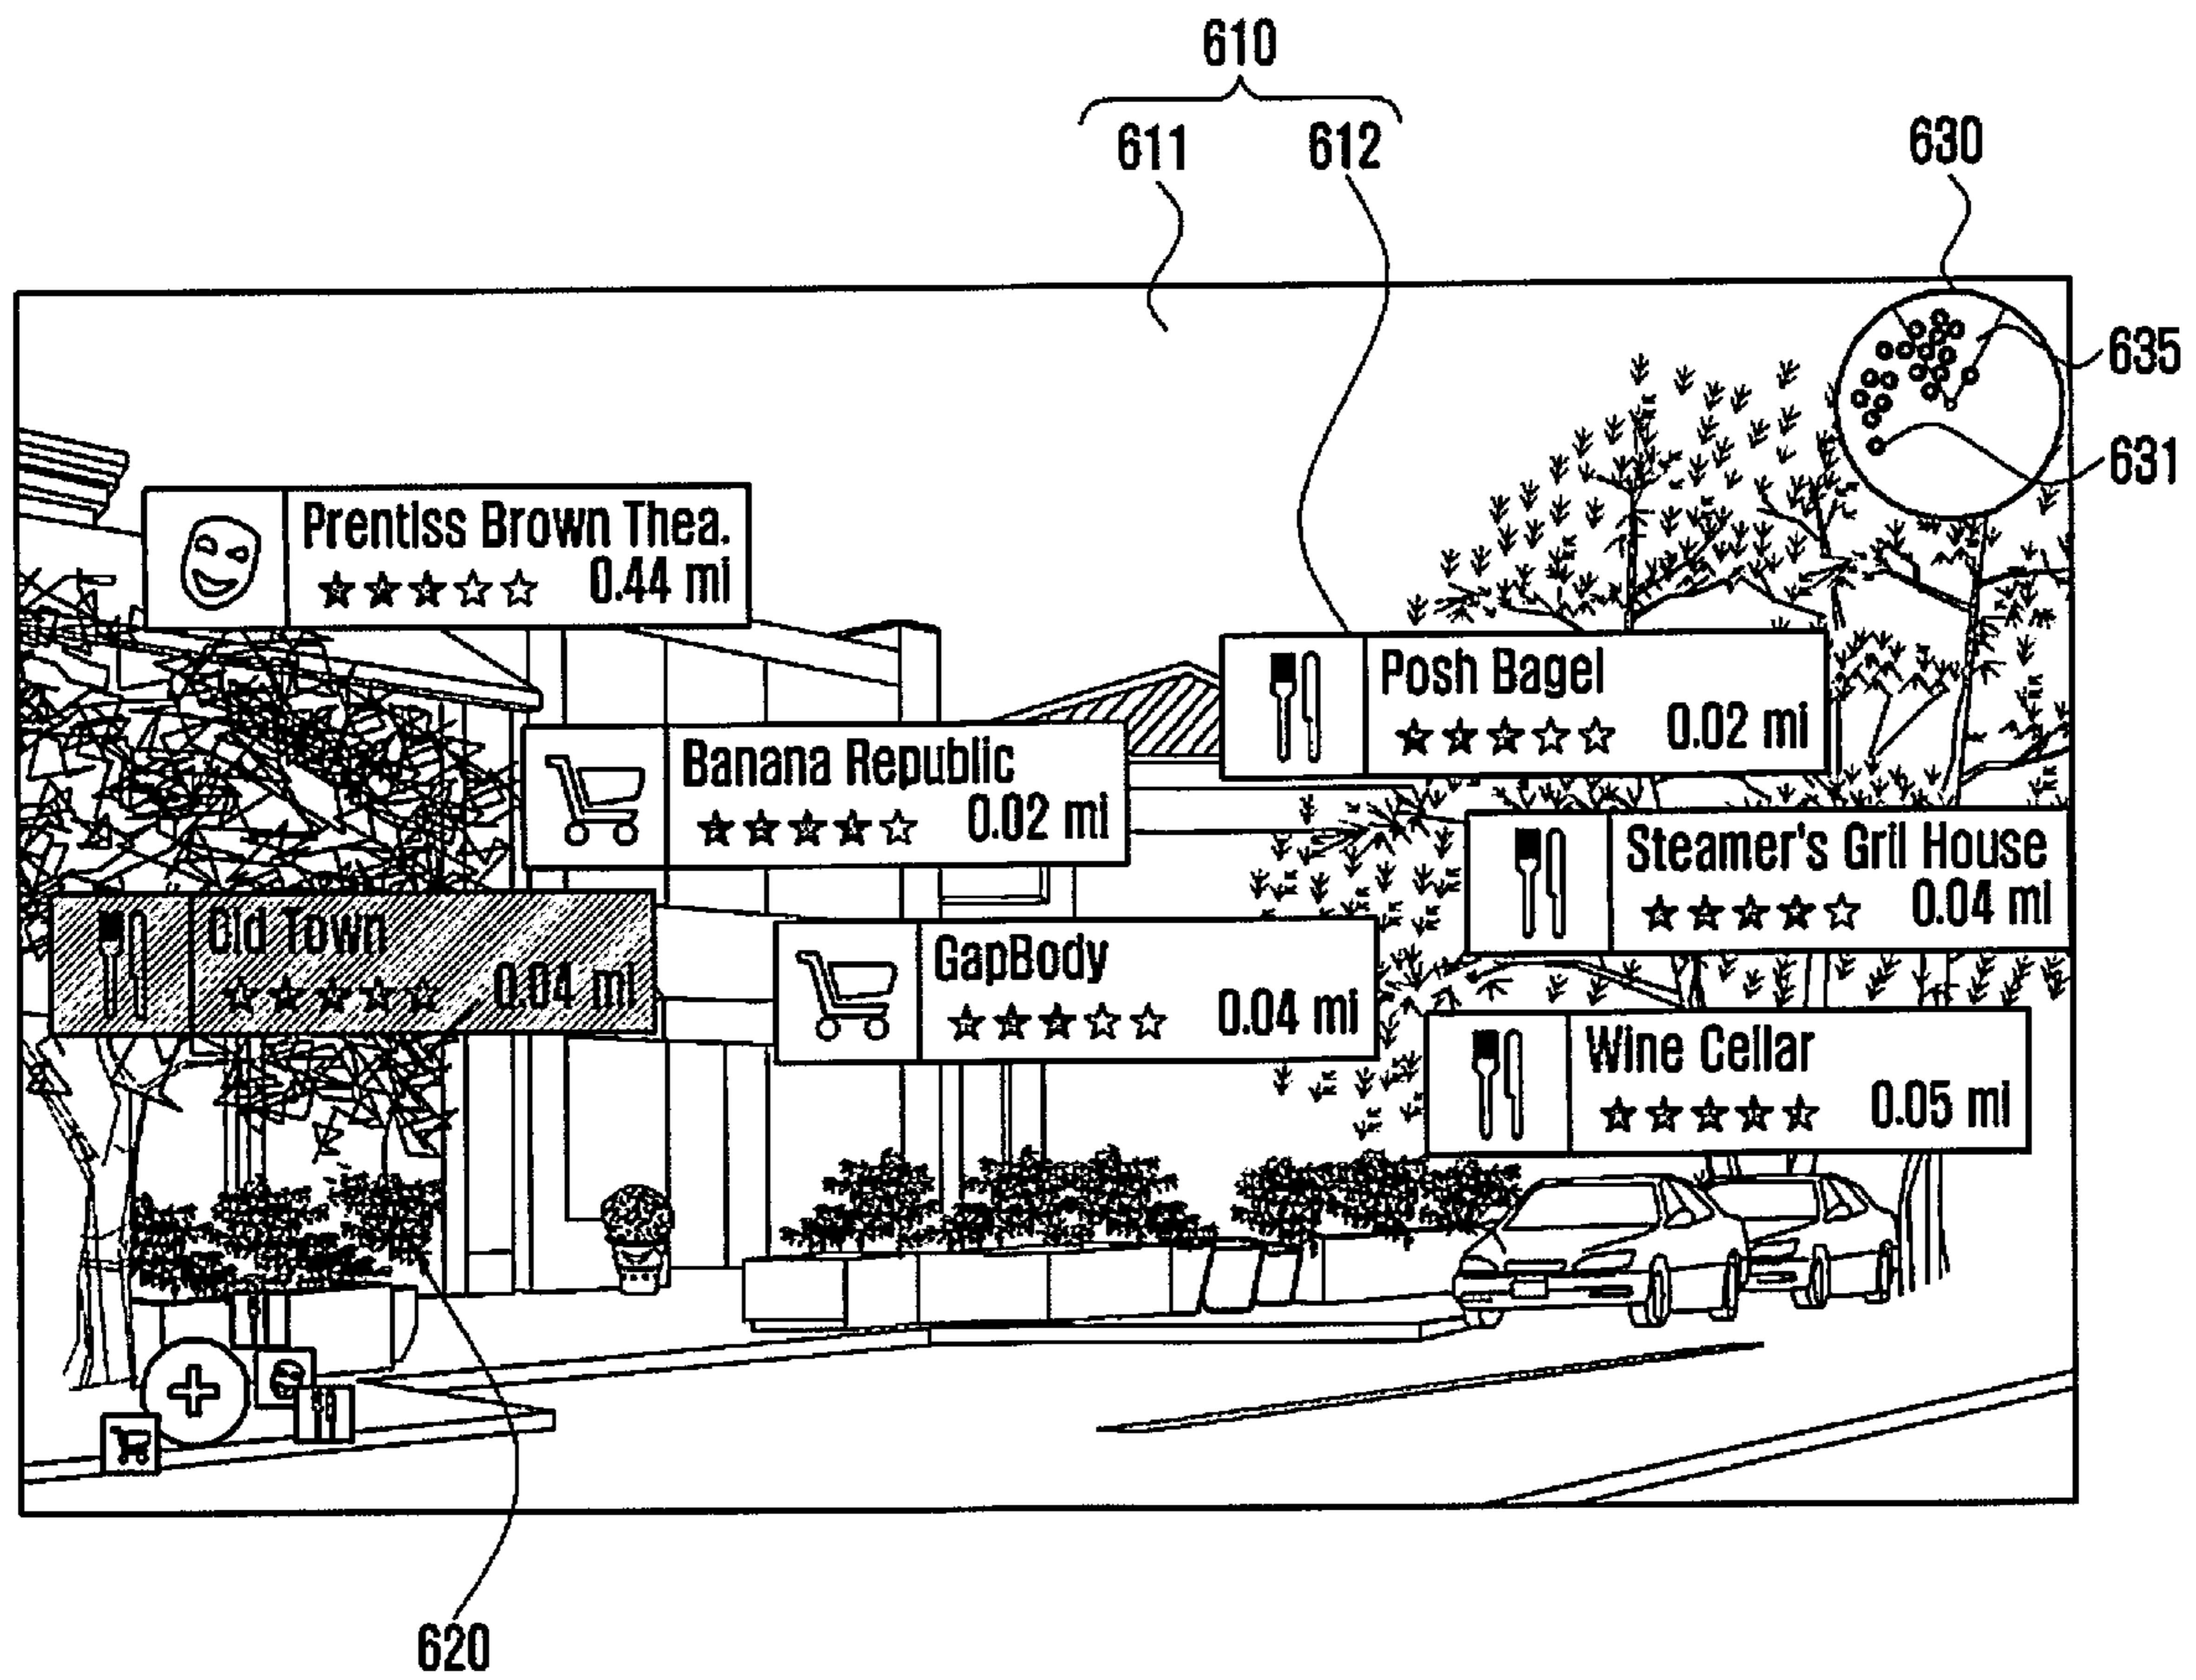 610
611 612
630
635
631
Prentiss Brown Thea.
0.44 mi
Posh Bagel
0.02 mi
Banana Republic
0.02 mi
Steamer's Gril House
0.04 mi
Old Town
0.04 mi
GapBody
0.04 mi
Wine Cellar
0.05 mi
620